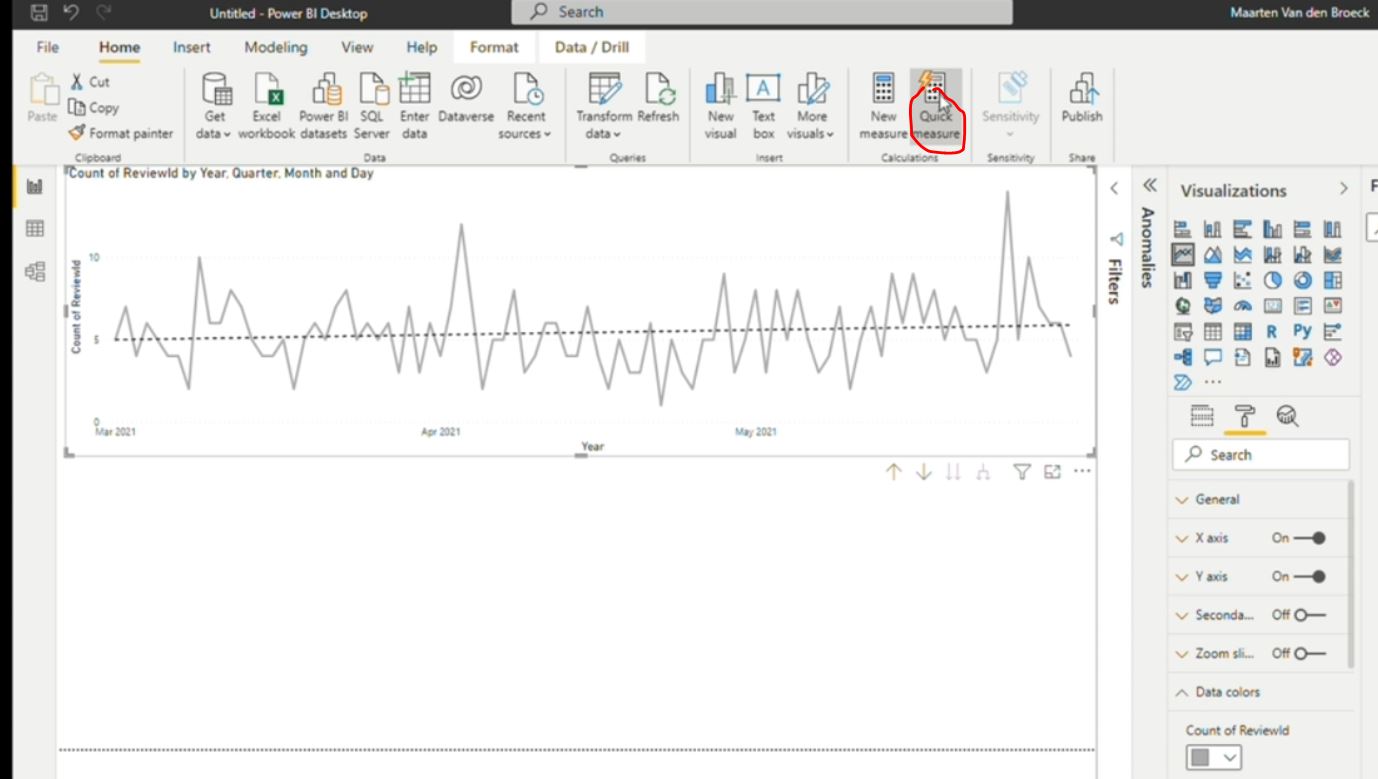 Untitled - Power BI Desktop
Search
Maarten Van den Broeck
File Home Insert Modeling View Help Format Data / Drill
Paste
Cut
Copy
Format painter
Clipboard
Get data
Excel workbook
Power BI datasets
SQL Server
Enter data
Dataverse
Recent sources
Data
Transform data
Refresh
Queries
New visual
Text box
More visuals
Insert
New measure
Quick measure
Calculations
Sensitivity
Sensitivity
Publish
Share
Count of ReviewId by Year, Quarter, Month and Day
Count of ReviewId
10
5
0
Mar 2021 Apr 2021 May 2021
Year
Filters
Anomalies
Visualizations
R
Py
Search
General
X axis On
Y axis On
Seconda... Off
Zoom sli... Off
Data colors
Count of ReviewId